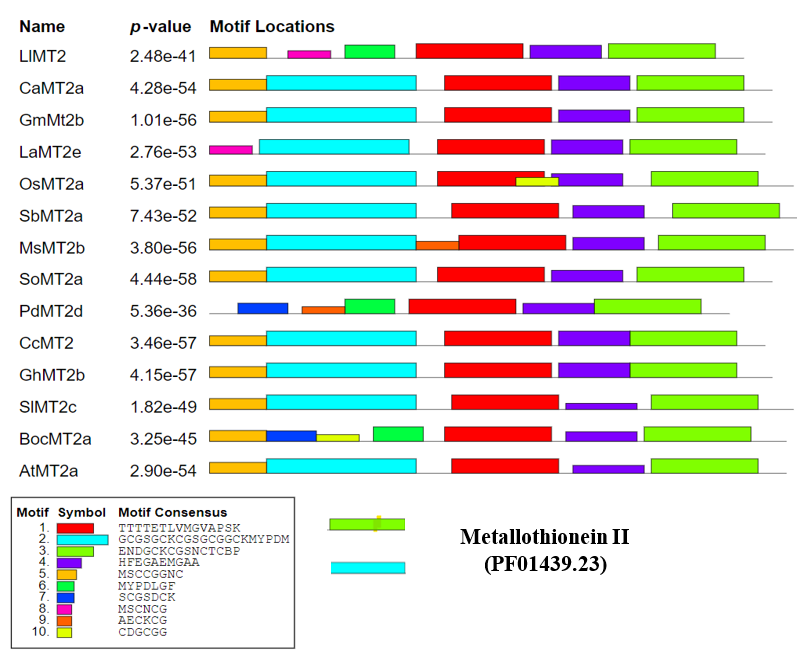 Name p-value Motif Locations
LlMT2 2.48e-41
CaMT2a 4.28e-54
GmMt2b 1.01e-56
LaMT2e 2.76e-53
OsMT2a 5.37e-51
SbMT2a 7.43e-52
MsMT2b 3.80e-56
SoMT2a 4.44e-58
PdMT2d 5.36e-36
CcMT2 3.46e-57
GhMT2b 4.15e-57
SlMT2c 1.82e-49
BocMT2a 3.25e-45
AtMT2a 2.90e-54
Motif Symbol Motif Consensus
1. TTTTETLVMGVAPSK
2. GCGSGCKCGSGCGGCKMYPDM
3. ENDGCKCGSNCTCBP
4. HFEGAEMGAA
5. MSCCGGNC
6. MYPDLGF
7. SCGSDCK
8. MSCNCG
9. AECKCG
10. CDGCGG
Metallothionein II
(PF01439.23)